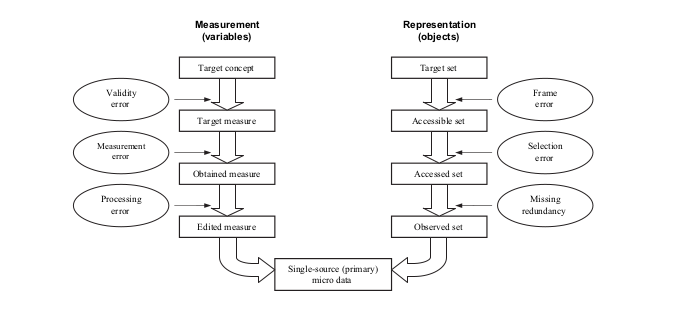 Measurement
(variables)
Representation
(objects)
Target concept
Target set
Validity
error
Frame
error
Target measure
Accessible set
Measurement
error
Selection
error
Obtained measure
Accessed set
Processing
error
Missing
redundancy
Edited measure
Observed set
Single-source (primary)
micro data